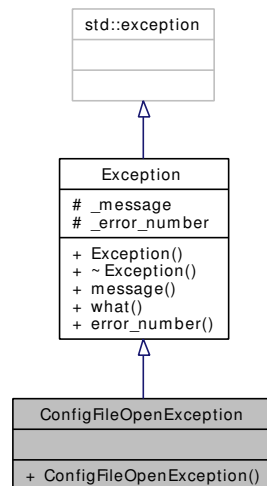 std::exception
Exception
# _message
# _error_number
+ Exception()
+ ~Exception()
+ message()
+ what()
+ error_number()
ConfigFileOpenException
+ ConfigFileOpenException()